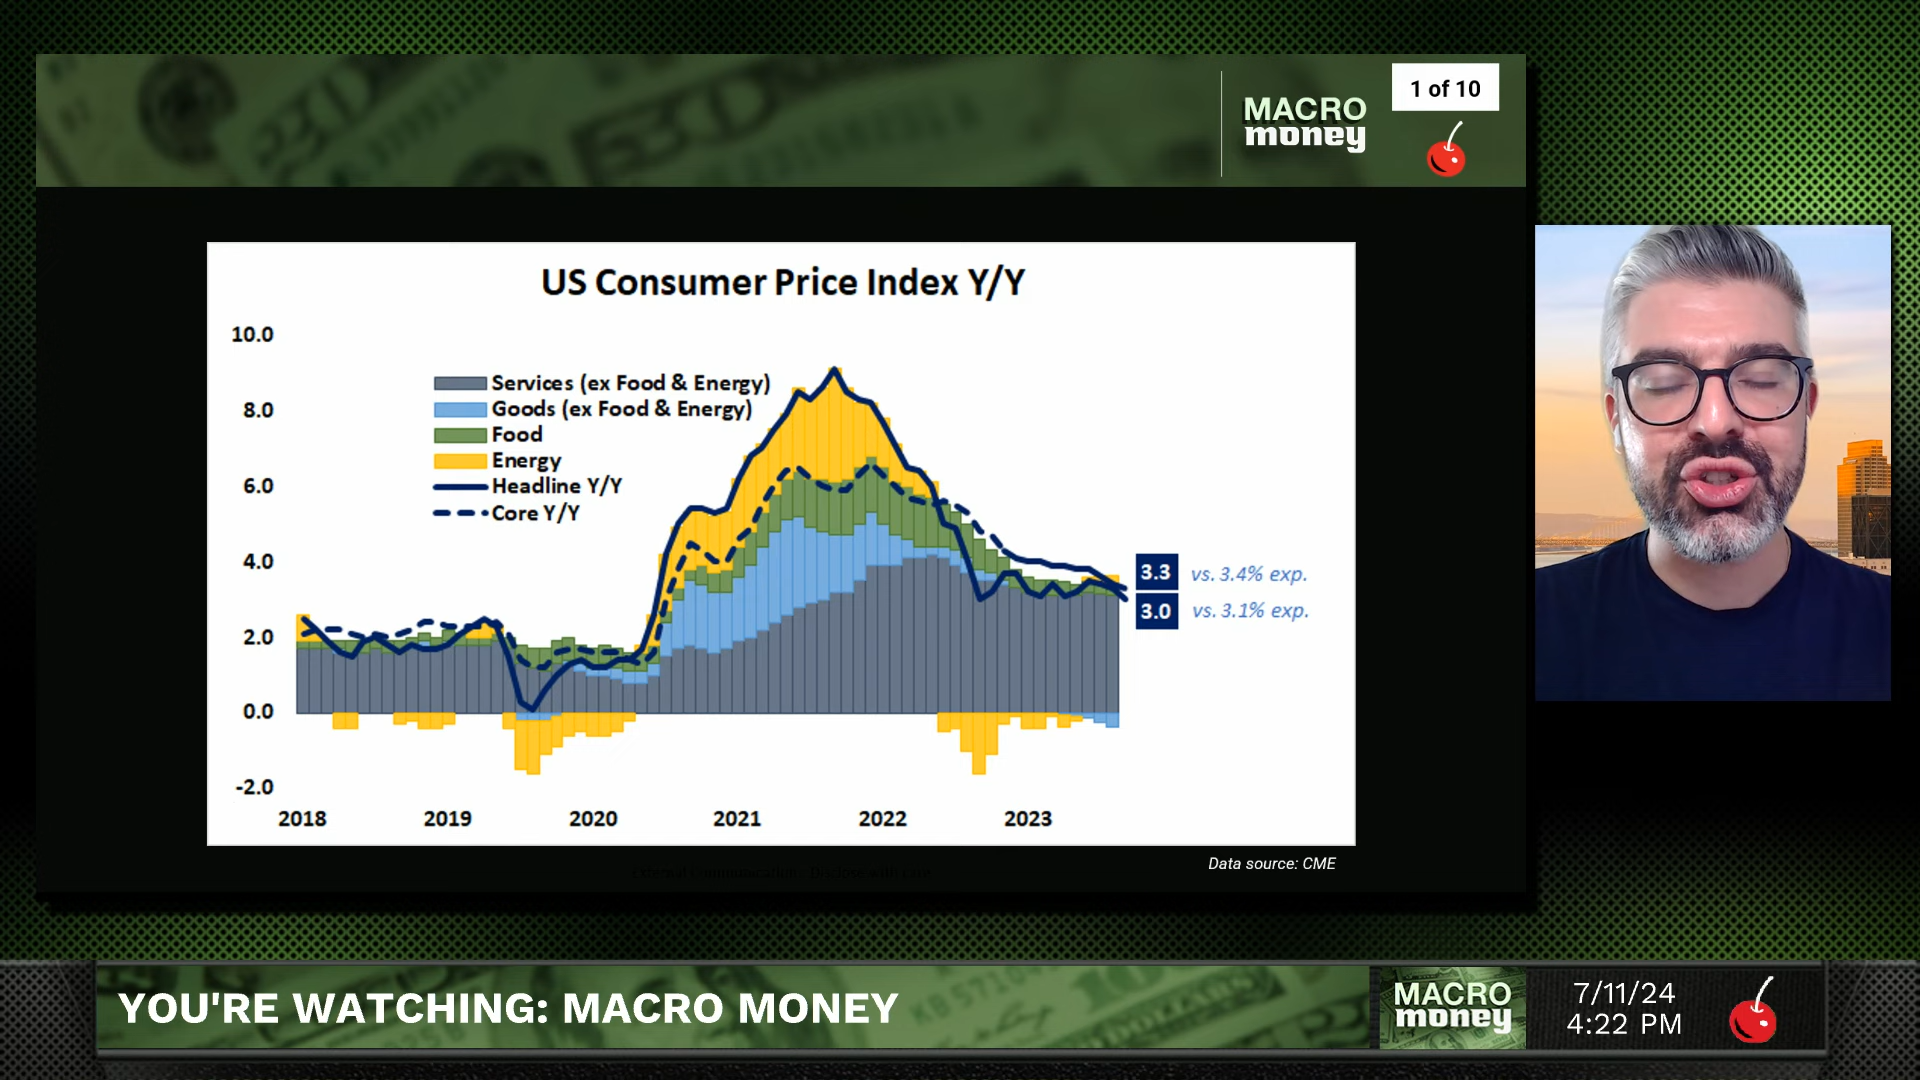 MACRO
money
1 of 10
US Consumer Price Index Y/Y
10.0
8.0
6.0
4.0
2.0
0.0
-2.0
Services (ex Food & Energy)
Goods (ex Food & Energy)
Food
Energy
Headline Y/Y
Core Y/Y
3.3 vs. 3.4% exp.
3.0 vs. 3.1% exp.
2018 2019 2020 2021 2022 2023
Data source: CME
YOU'RE WATCHING: MACRO MONEY
MACRO
money
7/11/24
4:22 PM